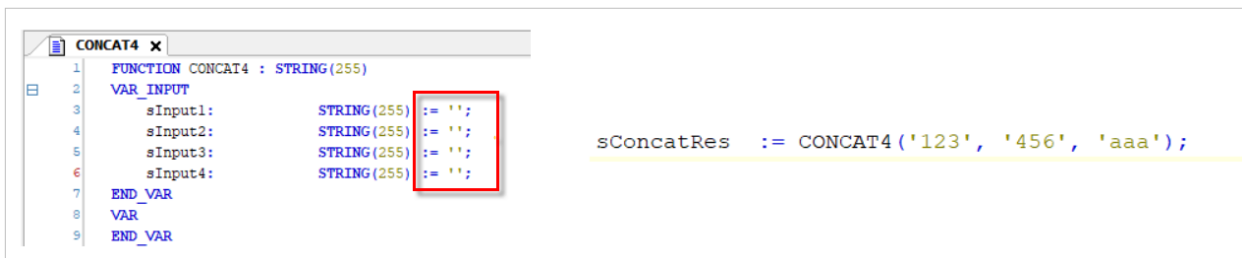 CONCAT4 X
1 FUNCTION CONCAT4 : STRING(255)
2 VAR_INPUT
3 sInput1: STRING(255) := '';
4 sInput2: STRING(255) := '';
5 sInput3: STRING(255) := '';
6 sInput4: STRING(255) := '';
7 END_VAR
8 VAR
9 END_VAR
sConcatRes := CONCAT4('123', '456', 'aaa');